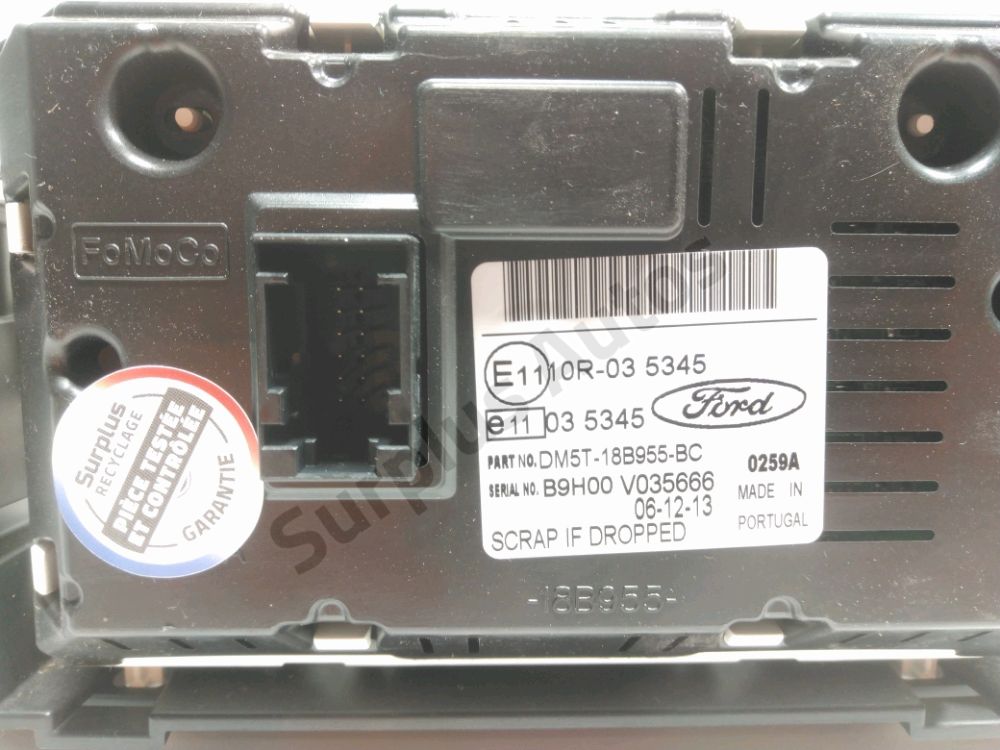 FoMoCo
E11 10R-03 5345
e11 03 5345
Ford
PART NO. DM5T-18B955-BC
0259A
SERIAL NO. B9H00 V035666
MADE IN
06-12-13
PORTUGAL
SCRAP IF DROPPED
-18B955-
Surplus
RECYCLAGE
PIÈCE TESTÉE
ET CONTRÔLÉE
GARANTIE
Surplus Autos